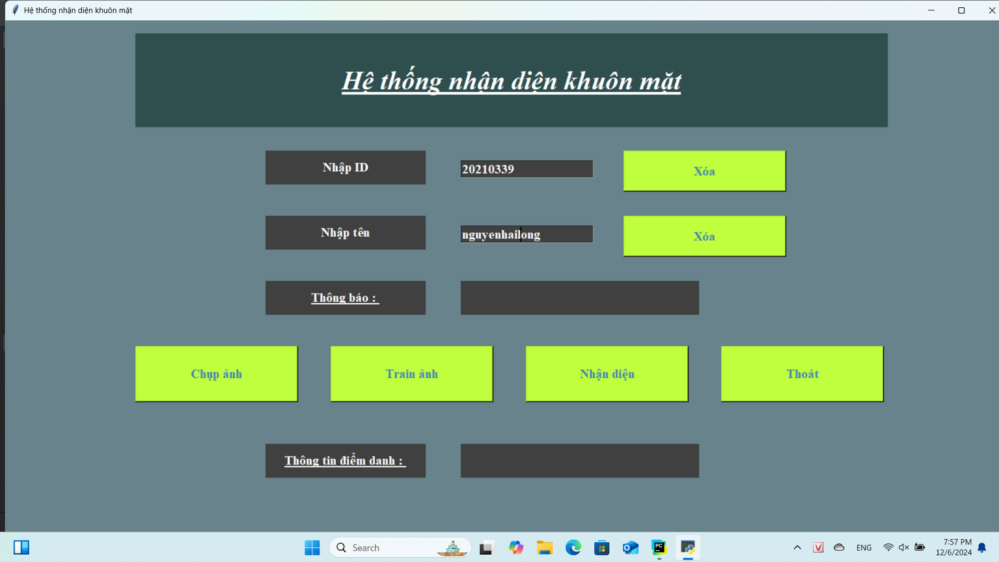 Hệ thống nhận diện khuôn mặt
Hệ thống nhận diện khuôn mặt
Nhập ID
20210339
Xóa
Nhập tên
nguyenhailong
Xóa
Thông báo :
Chụp ảnh
Train ảnh
Nhận diện
Thoát
Thông tin điểm danh :
Search
PC
V
ENG
7:57 PM
12/6/2024